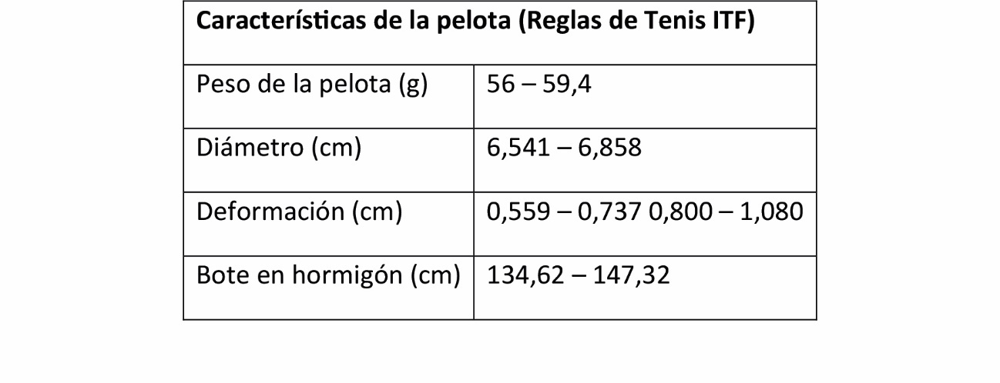 Características de la pelota (Reglas de Tenis ITF)
Peso de la pelota (g) 56 – 59,4
Diámetro (cm) 6,541 – 6,858
Deformación (cm) 0,559 – 0,737 0,800 – 1,080
Bote en hormigón (cm) 134,62 – 147,32